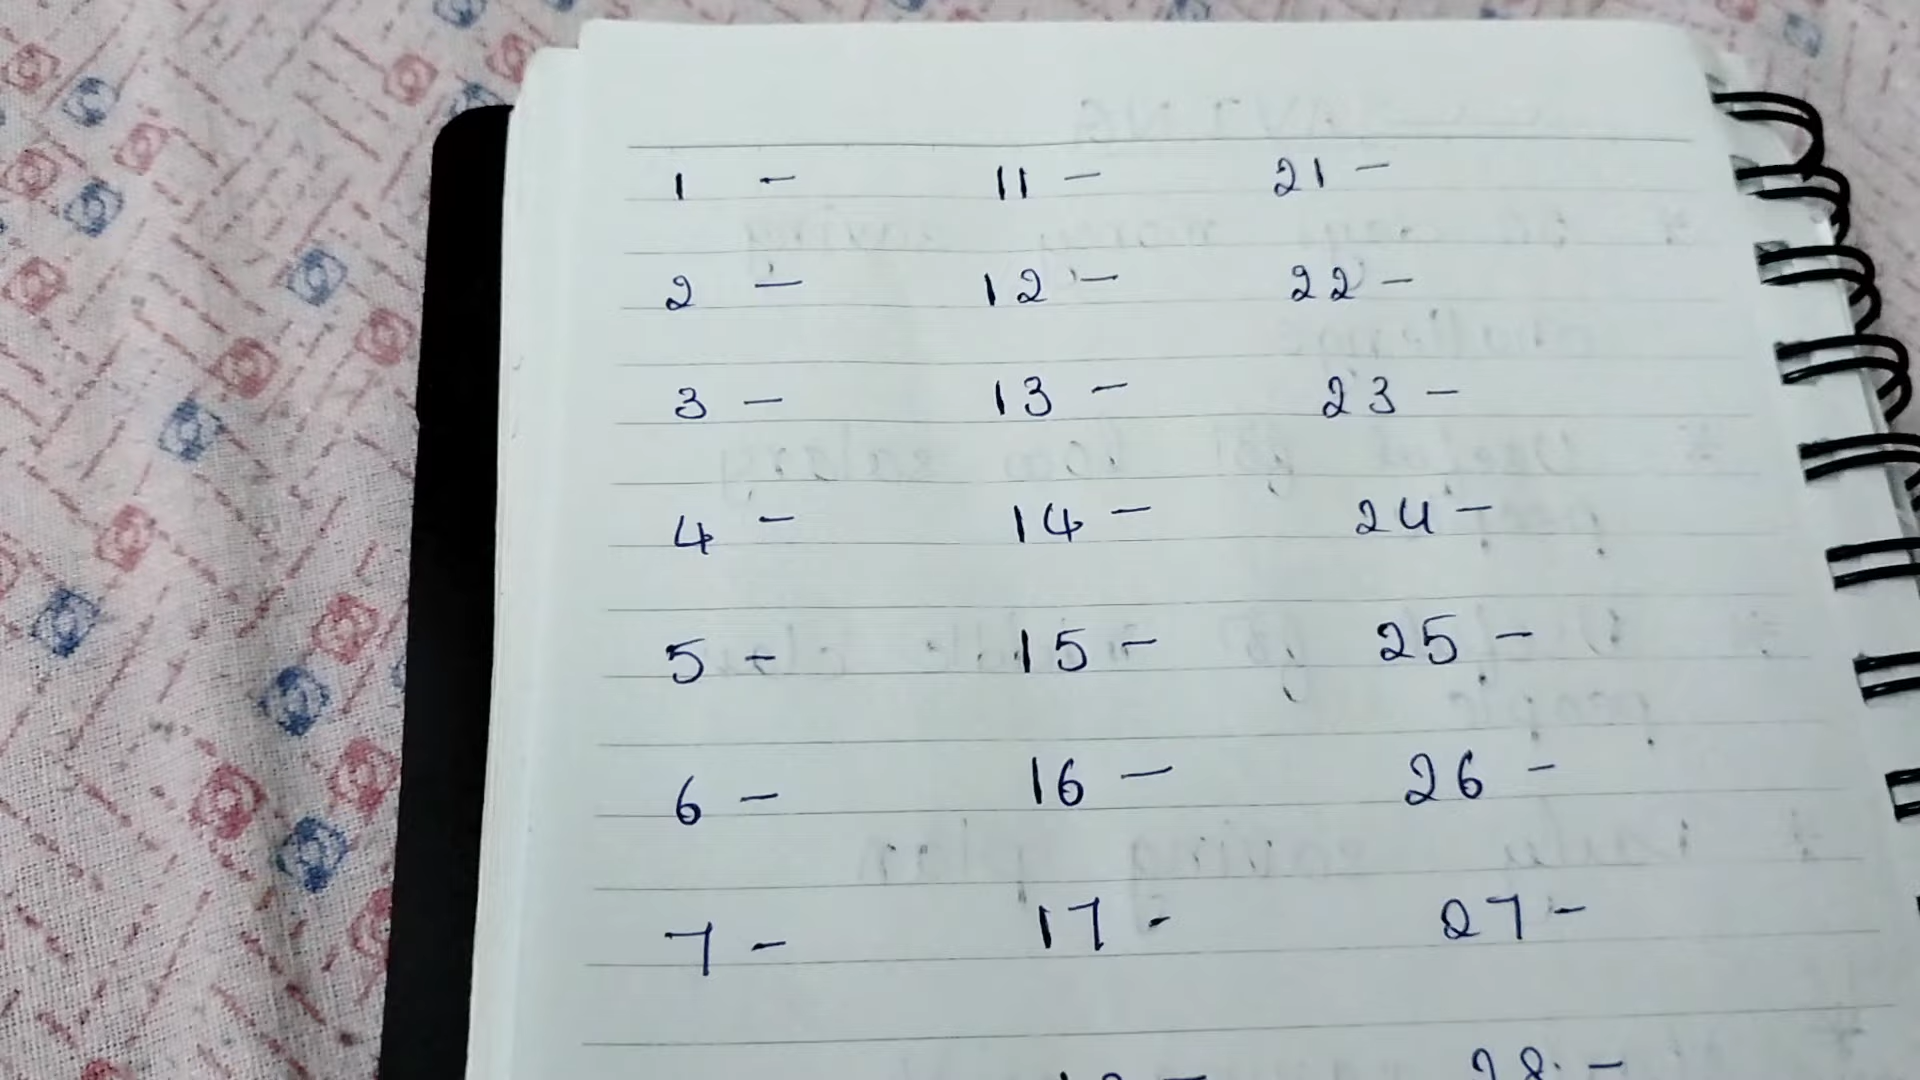 1 - 11 - 21 -
2 - 12 - 22 -
3 - 13 - 23 -
4 - 14 - 24 -
5 - 15 - 25 -
6 - 16 - 26 -
7 - 17 - 27 -
28 -